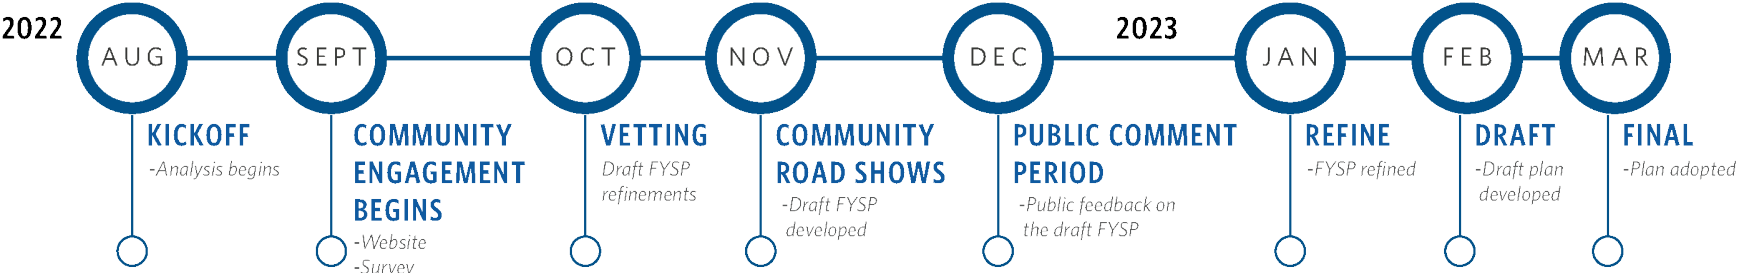 2022
2023
AUG
SEPT
OCT
NOV
DEC
JAN
FEB
MAR
KICKOFF
-Analysis begins
COMMUNITY
ENGAGEMENT
BEGINS
-Website
-Survey
VETTING
Draft FYSP
refinements
COMMUNITY
ROAD SHOWS
-Draft FYSP
developed
PUBLIC COMMENT
PERIOD
-Public feedback on
the draft FYSP
REFINE
-FYSP refined
DRAFT
-Draft plan
developed
FINAL
-Plan adopted